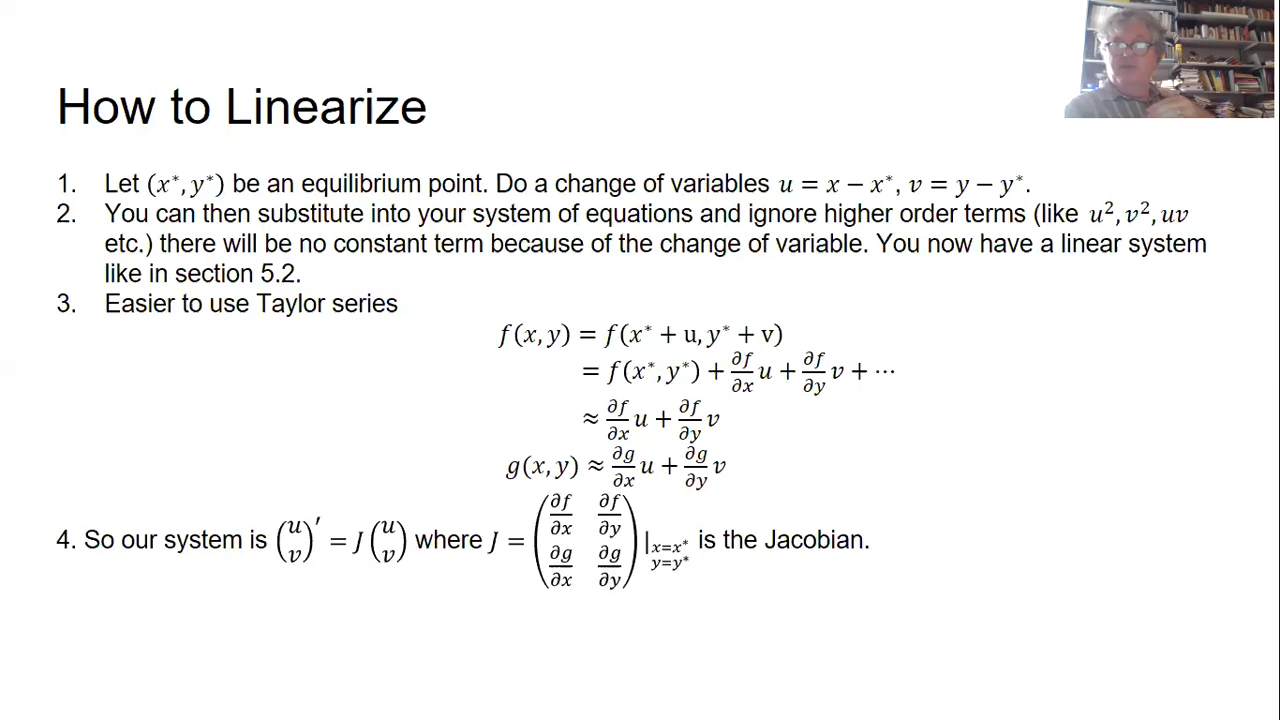 How to Linearize
1. Let (x*, y*) be an equilibrium point. Do a change of variables u = x − x*, v = y − y*.
2. You can then substitute into your system of equations and ignore higher order terms (like u², v², uv
etc.) there will be no constant term because of the change of variable. You now have a linear system
like in section 5.2.
3. Easier to use Taylor series
f(x, y) = f(x* + u, y* + v)
= f(x*, y*) + ∂f/∂x u + ∂f/∂y v + ⋯
≈ ∂f/∂x u + ∂f/∂y v
g(x, y) ≈ ∂g/∂x u + ∂g/∂y v
4. So our system is (u v)′ = J (u v) where J = (∂f/∂x ∂f/∂y ∂g/∂x ∂g/∂y) |x=x* y=y* is the Jacobian.